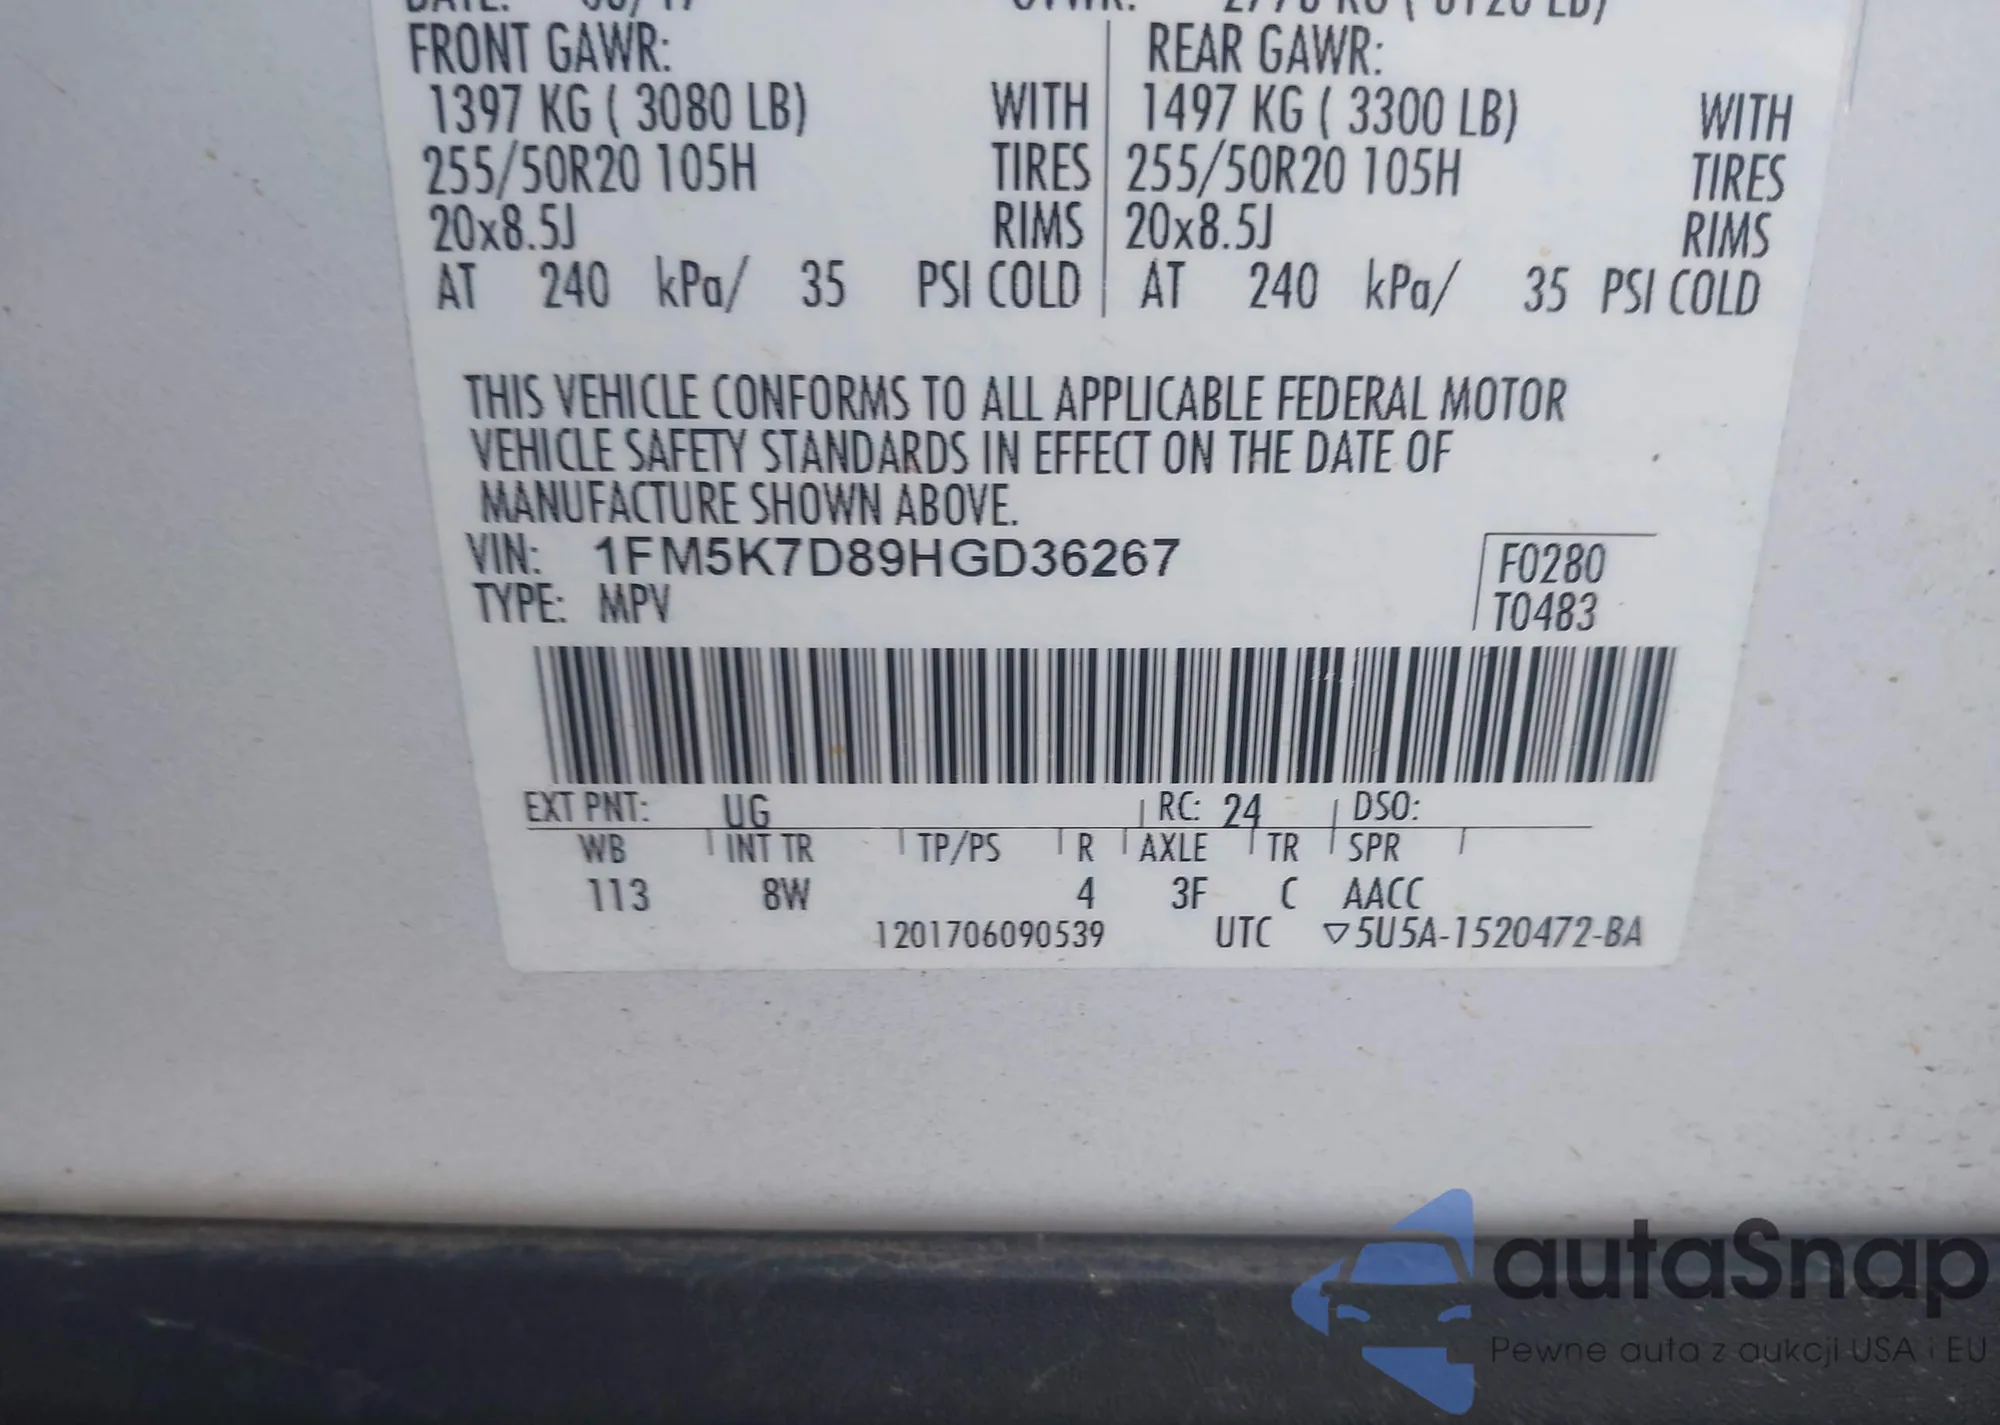 FRONT GAWR: REAR GAWR:
1397 KG ( 3080 LB) WITH 1497 KG ( 3300 LB) WITH
255/50R20 105H TIRES 255/50R20 105H TIRES
20x8.5J RIMS 20x8.5J RIMS
AT 240 kPa/ 35 PSI COLD AT 240 kPa/ 35 PSI COLD
THIS VEHICLE CONFORMS TO ALL APPLICABLE FEDERAL MOTOR
VEHICLE SAFETY STANDARDS IN EFFECT ON THE DATE OF
MANUFACTURE SHOWN ABOVE.
VIN: 1FM5K7D89HGD36267 F0280
TYPE: MPV T0483
EXT PNT: UG RC: 24 DSO:
WB INT TR TP/PS R AXLE TR SPR
113 8W 4 3F C AACC
1201706090539 UTC ▽5U5A-1520472-BA
autaSnap
Pewne auta z aukcji USA i EU